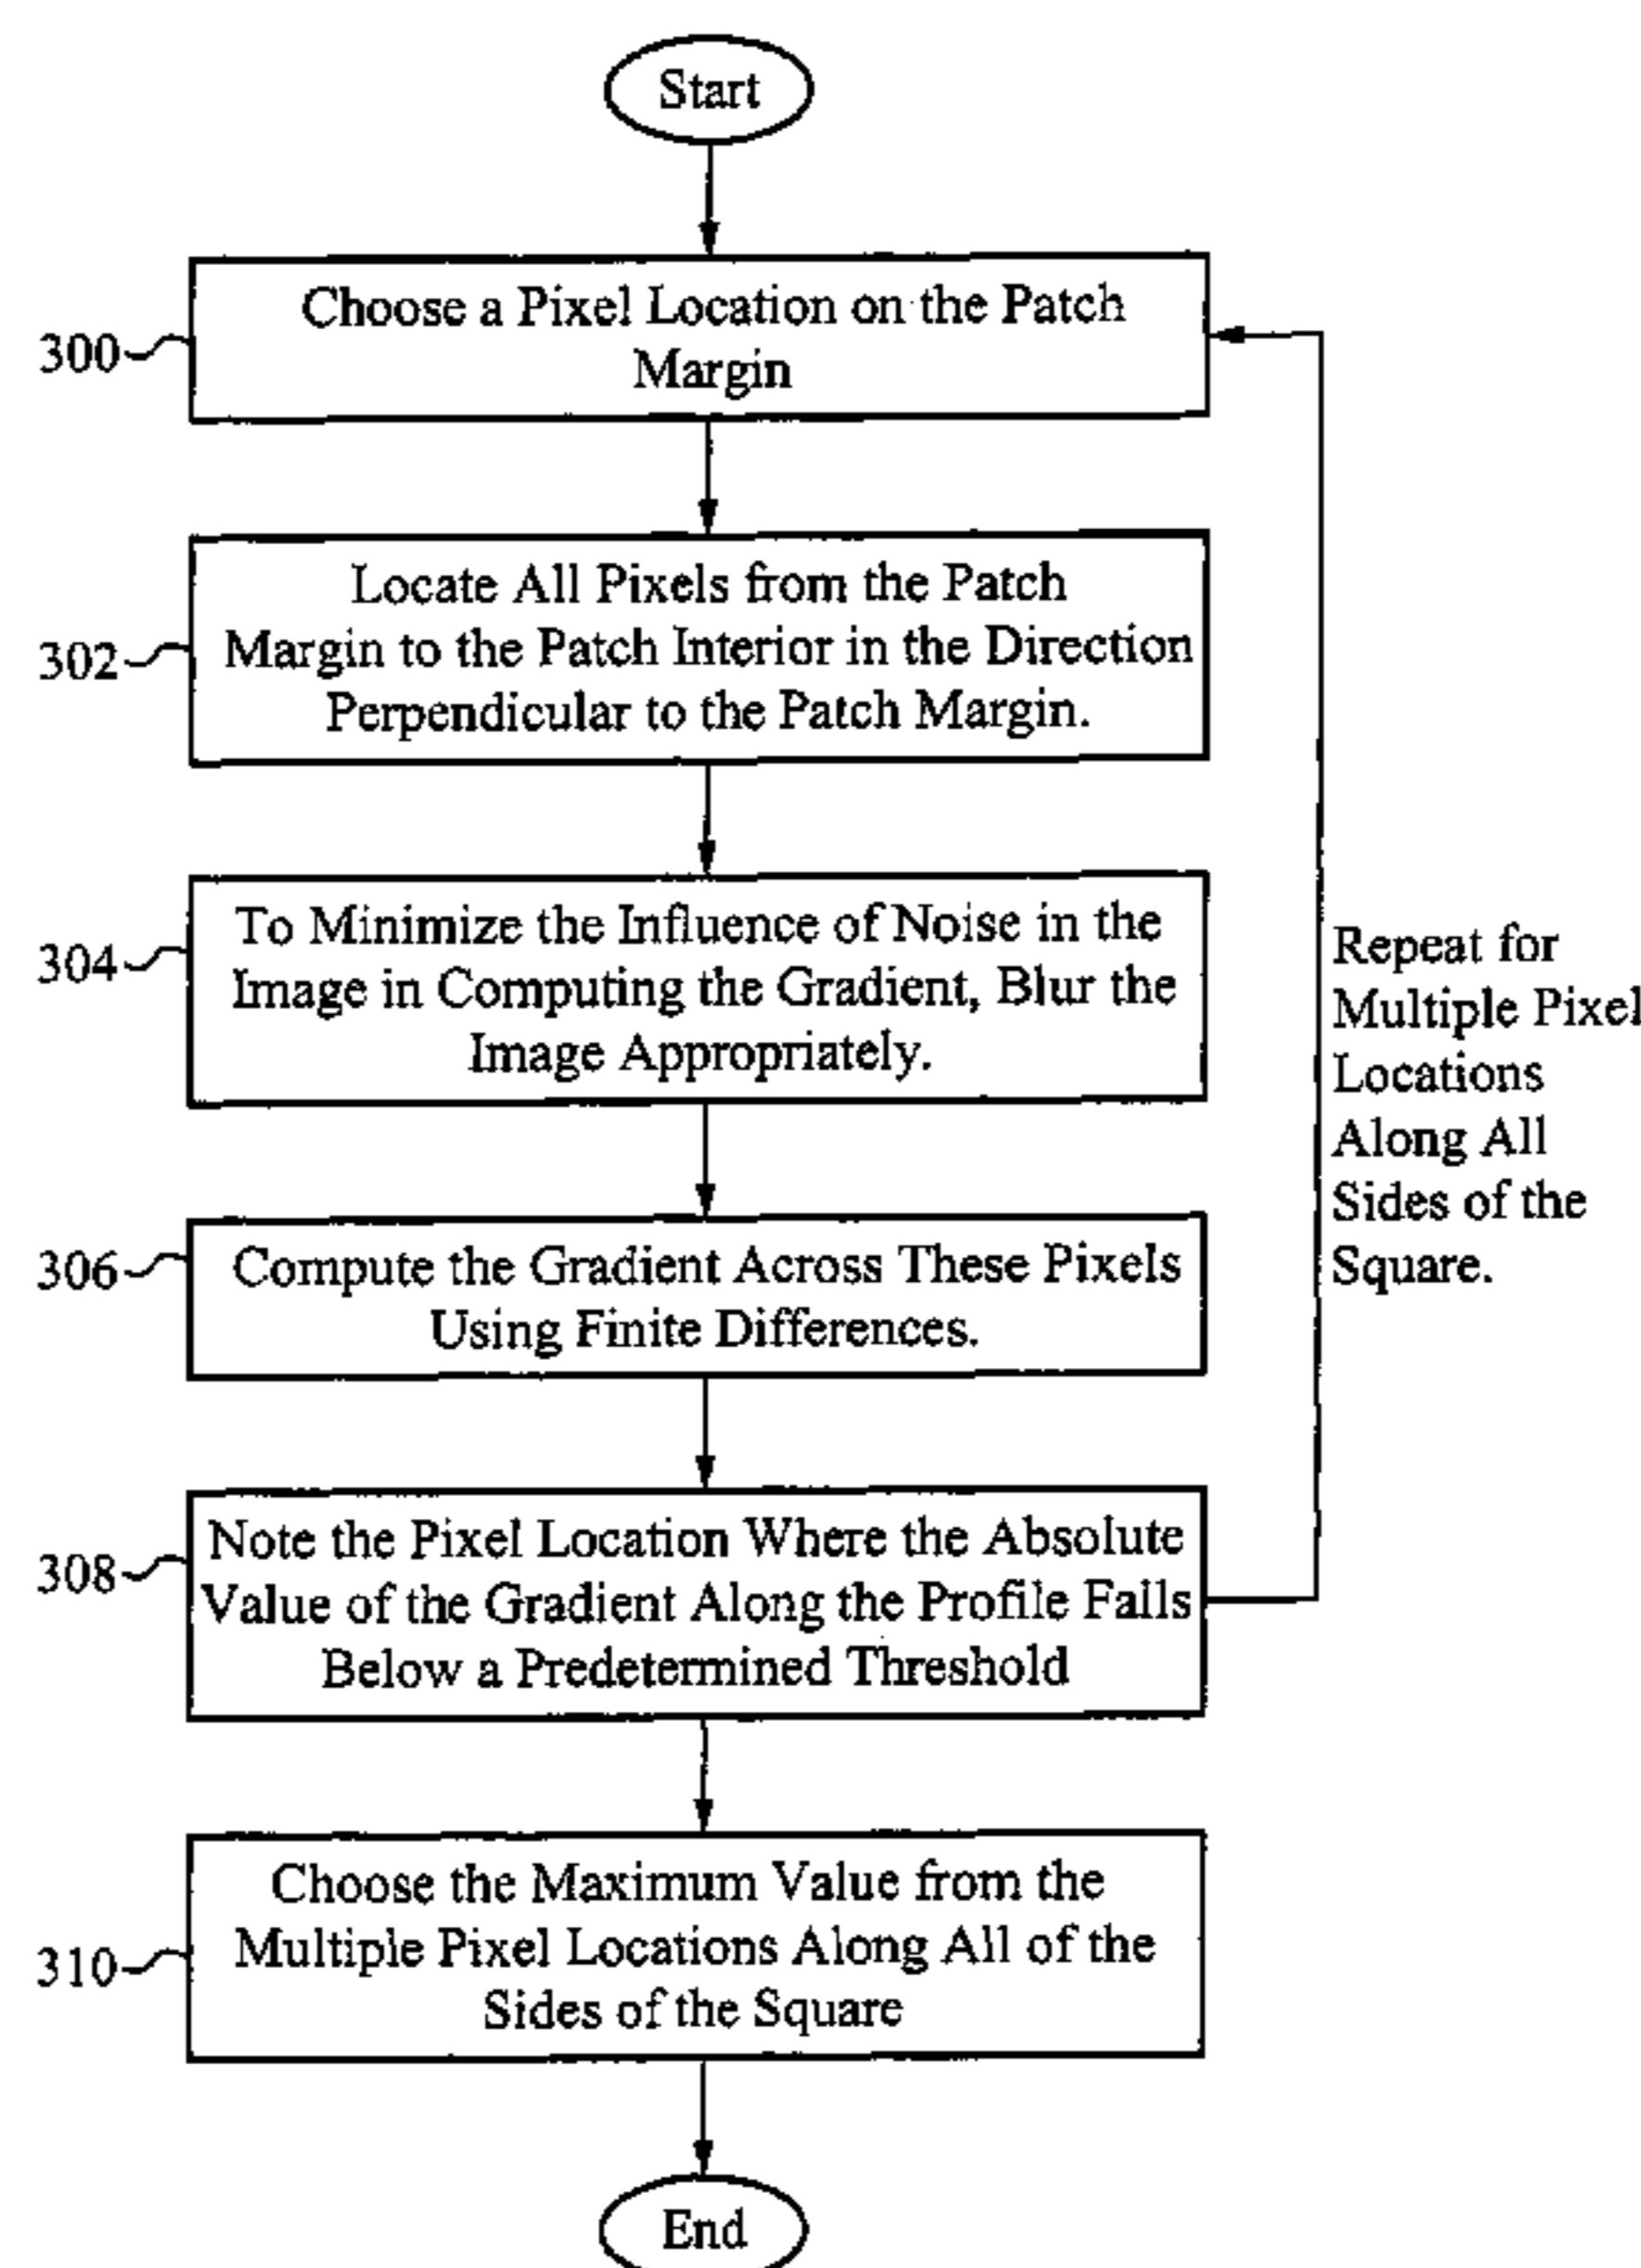 Start
300
Choose a Pixel Location on the Patch
Margin
302
Locate All Pixels from the Patch
Margin to the Patch Interior in the Direction
Perpendicular to the Patch Margin.
304
To Minimize the Influence of Noise in the
Image in Computing the Gradient, Blur the
Image Appropriately.
306
Compute the Gradient Across These Pixels
Using Finite Differences.
308
Note the Pixel Location Where the Absolute
Value of the Gradient Along the Profile Falls
Below a Predetermined Threshold
Repeat for
Multiple Pixel
Locations
Along All
Sides of the
Square.
310
Choose the Maximum Value from the
Multiple Pixel Locations Along All of the
Sides of the Square
End